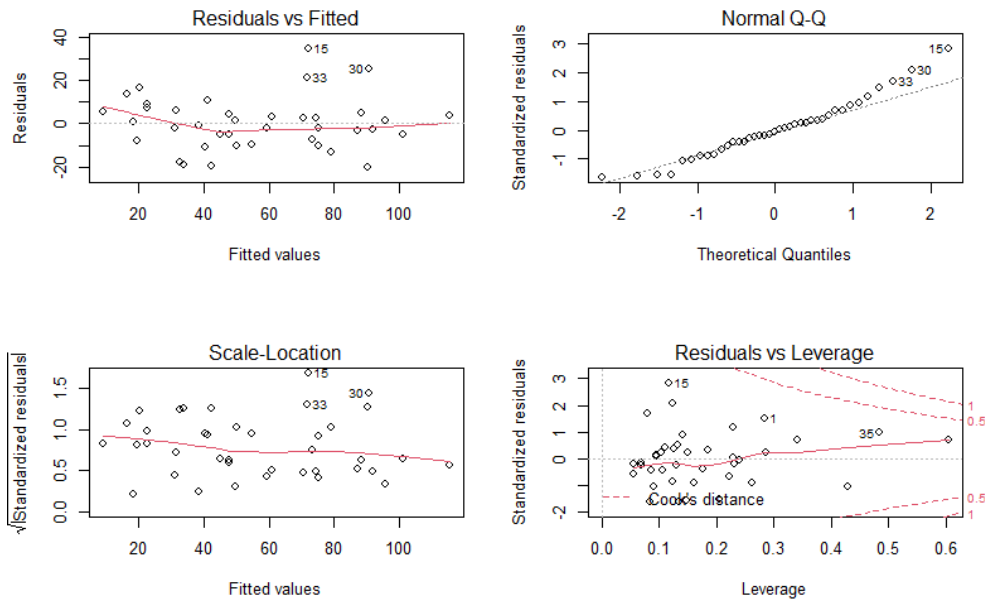 Residuals vs Fitted
Residuals
40
20
0
20
15
33
30
20 40 60 80 100
Fitted values
Normal Q-Q
Standardized residuals
3
2
1
0
-1
15
30
33
-2 -1 0 1 2
Theoretical Quantiles
Scale-Location
√|Standardized residuals|
1.5
1.0
0.5
0.0
15
33
30
20 40 60 80 100
Fitted values
Residuals vs Leverage
Standardized residuals
3
2
1
0
-2
15
1
35
1
0.5
0.5
1
Cook's distance
0.0 0.1 0.2 0.3 0.4 0.5 0.6
Leverage